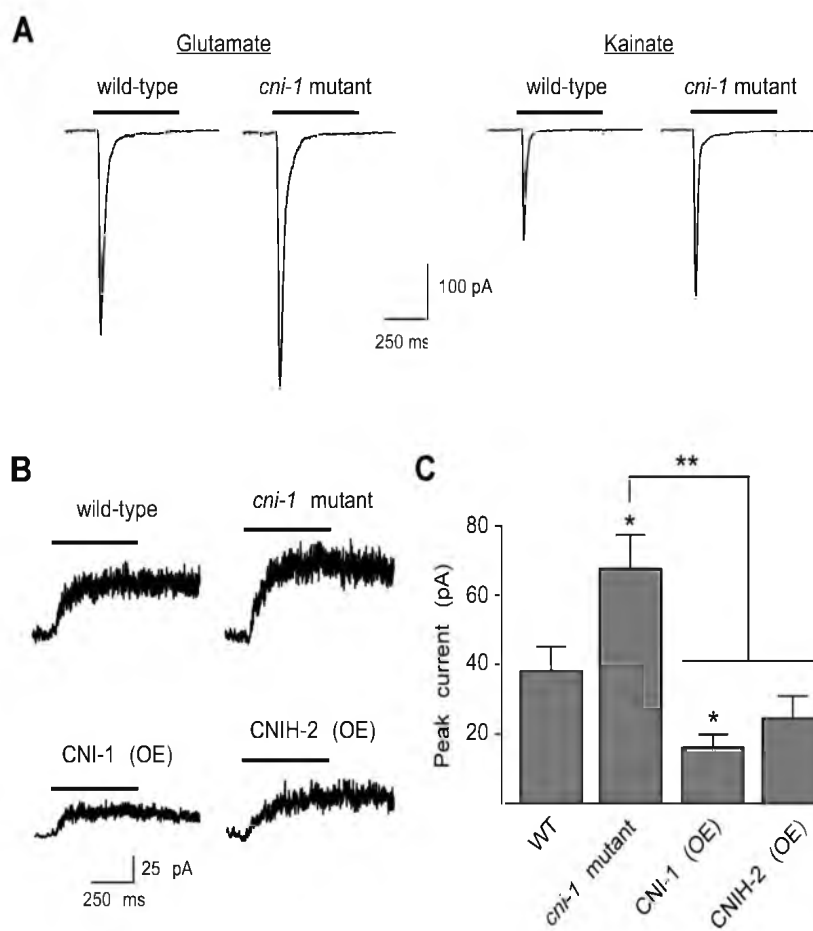 A
Glutamate
Kainate
wild-type
cni-1 mutant
wild-type
cni-1 mutant
100 pA
250 ms
B
wild-type
cni-1 mutant
CNI-1 (OE)
CNIH-2 (OE)
25 pA
250 ms
C
**
*
*
Peak current (pA)
80
60
40
20
WT
cni-1 mutant
CNI-1 (OE)
CNIH-2 (OE)